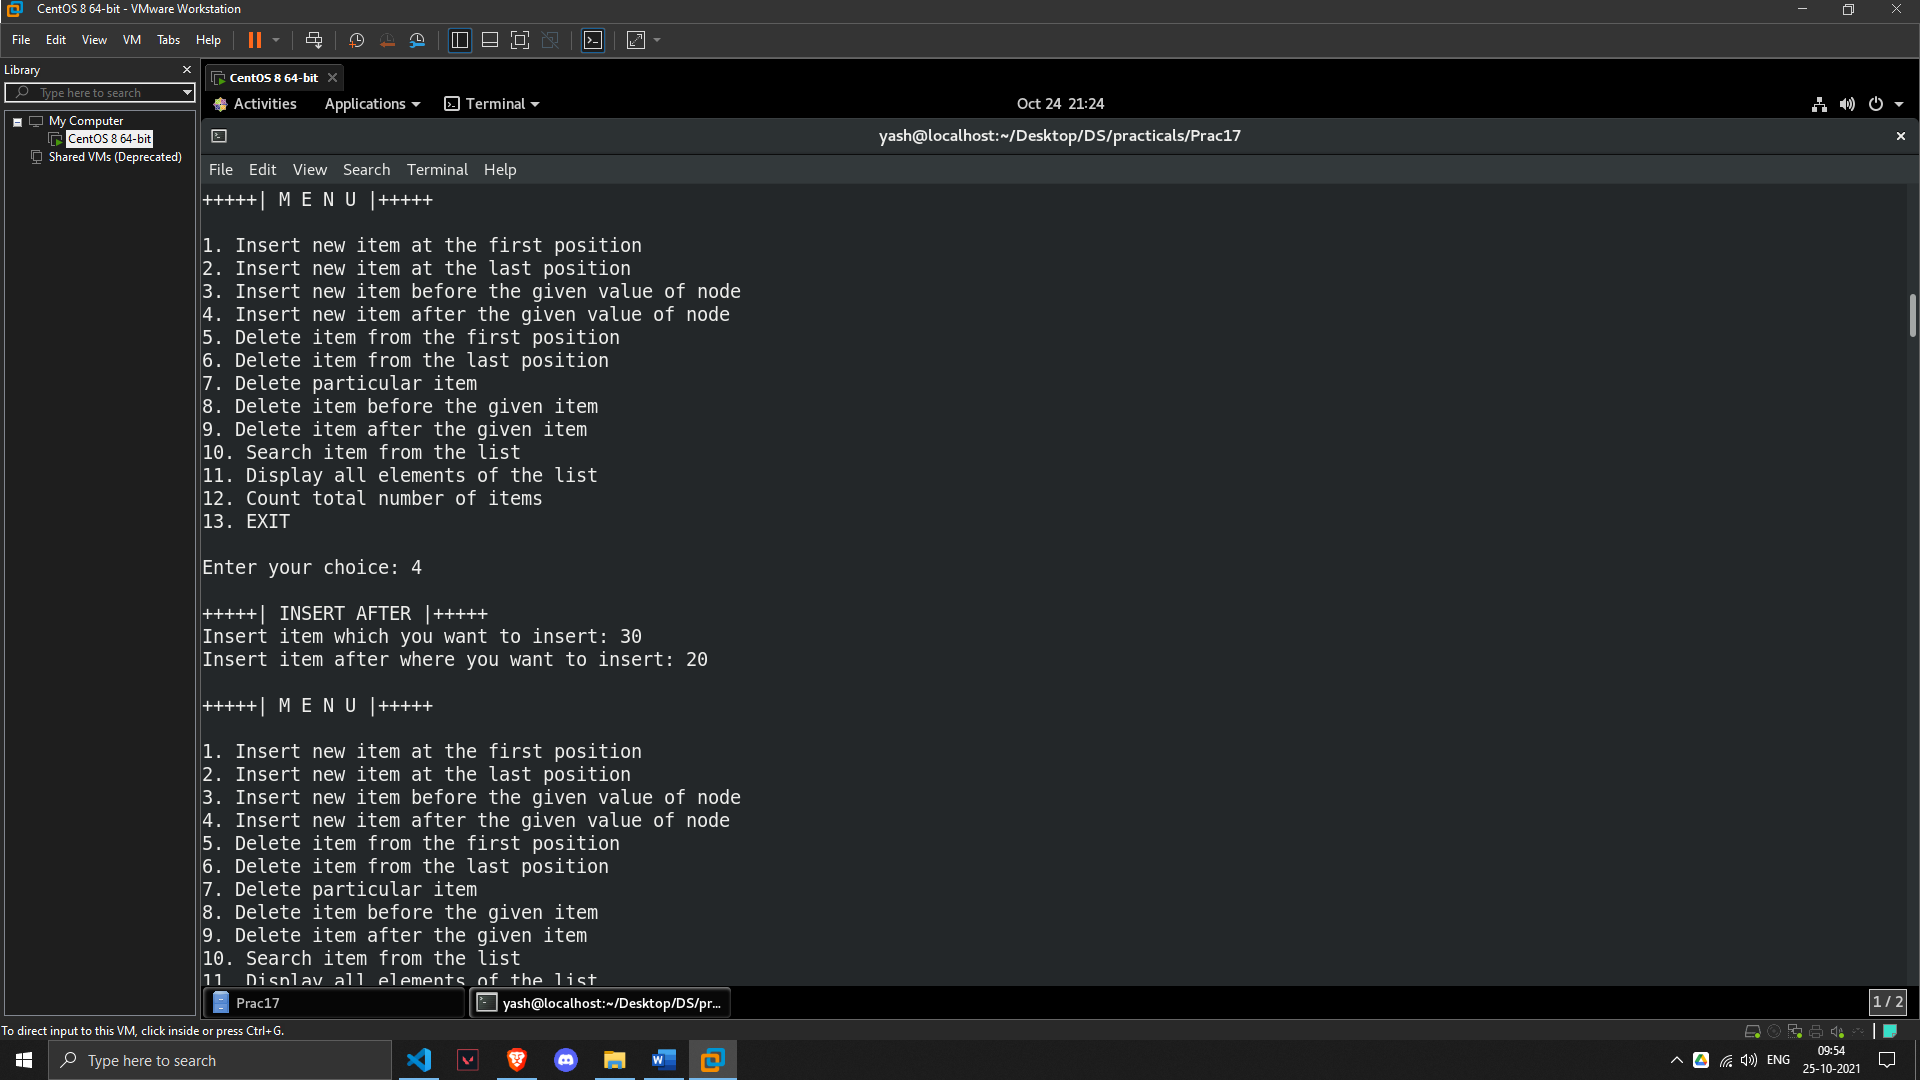 CentOS 8 64-bit - VMware Workstation
File Edit View VM Tabs Help
Library
Type here to search
My Computer
CentOS 8 64-bit
Shared VMs (Deprecated)
CentOS 8 64-bit
Activities Applications Terminal Oct 24 21:24
yash@localhost:~/Desktop/DS/practicals/Prac17
File Edit View Search Terminal Help
+++++| M E N U |+++++
1. Insert new item at the first position
2. Insert new item at the last position
3. Insert new item before the given value of node
4. Insert new item after the given value of node
5. Delete item from the first position
6. Delete item from the last position
7. Delete particular item
8. Delete item before the given item
9. Delete item after the given item
10. Search item from the list
11. Display all elements of the list
12. Count total number of items
13. EXIT
Enter your choice: 4
+++++| INSERT AFTER |+++++
Insert item which you want to insert: 30
Insert item after where you want to insert: 20
+++++| M E N U |+++++
1. Insert new item at the first position
2. Insert new item at the last position
3. Insert new item before the given value of node
4. Insert new item after the given value of node
5. Delete item from the first position
6. Delete item from the last position
7. Delete particular item
8. Delete item before the given item
9. Delete item after the given item
10. Search item from the list
11. Display all elements of the list
Prac17 yash@localhost:~/Desktop/DS/pr... 1 / 2
To direct input to this VM, click inside or press Ctrl+G.
Type here to search
ENG 09:54
25-10-2021